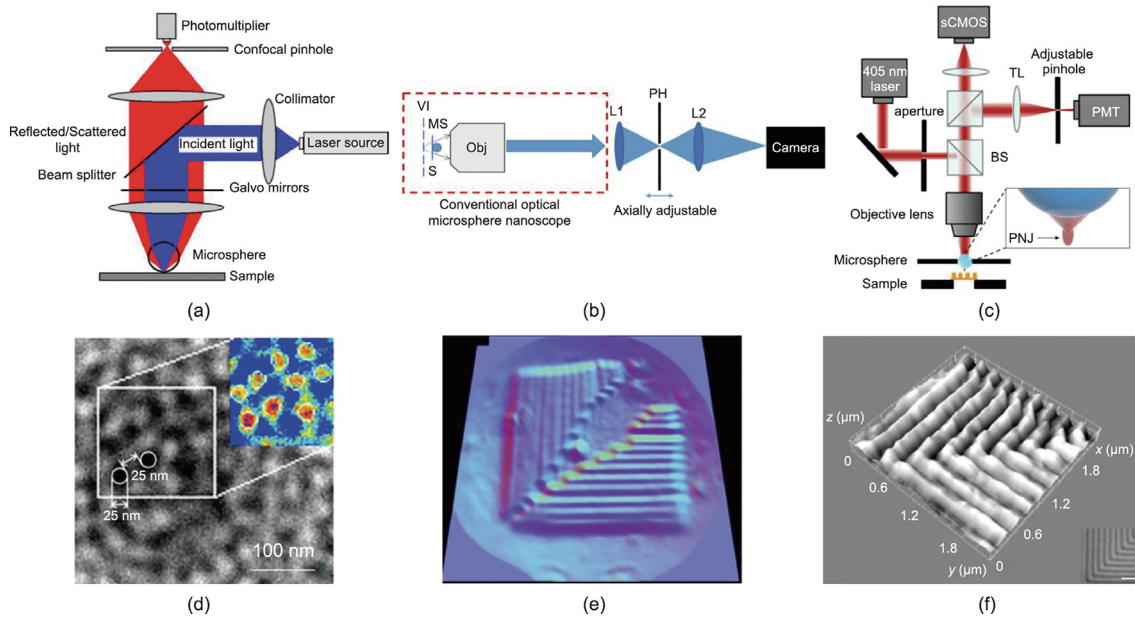 Photomultiplier
Confocal pinhole
Collimator
Reflected/Scattered
light
Incident light
Laser source
Beam splitter
Galvo mirrors
Microsphere
Sample
(a)
VI
MS
S
Obj
L1
PH
L2
Camera
Conventional optical
microsphere nanoscope
Axially adjustable
(b)
sCMOS
405 nm
laser
aperture
TL
Adjustable
pinhole
PMT
BS
Objective lens
PNJ
Microsphere
Sample
(c)
25 nm
25 nm
100 nm
(d)
(e)
z (μm)
x (μm)
0
0.6
1.2
1.8
1.8
1.2
0.6
0
y (μm)
(f)